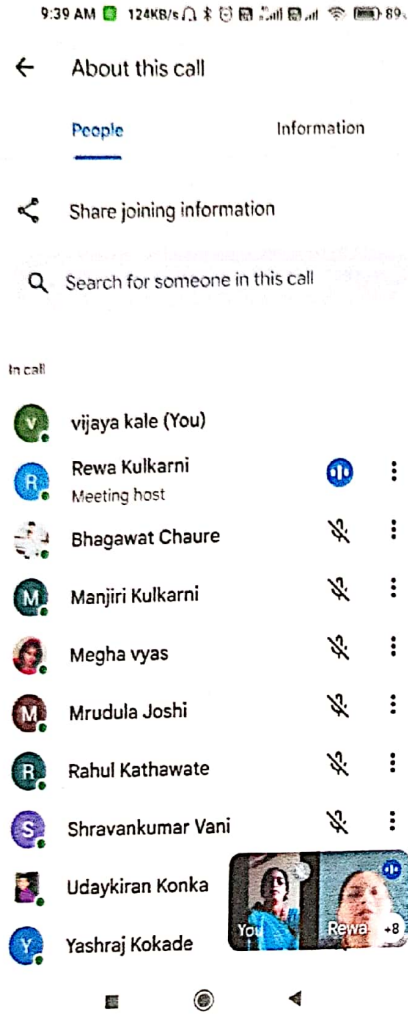 9:39 AM 124KB/s 89
About this call
People Information
Share joining information
Search for someone in this call
In call
V vijaya kale (You)
R Rewa Kulkarni
Meeting host
Bhagawat Chaure
M Manjiri Kulkarni
Megha vyas
M Mrudula Joshi
R Rahul Kathawate
S Shravankumar Vani
Udaykiran Konka
Y Yashraj Kokade
You Rewa +8